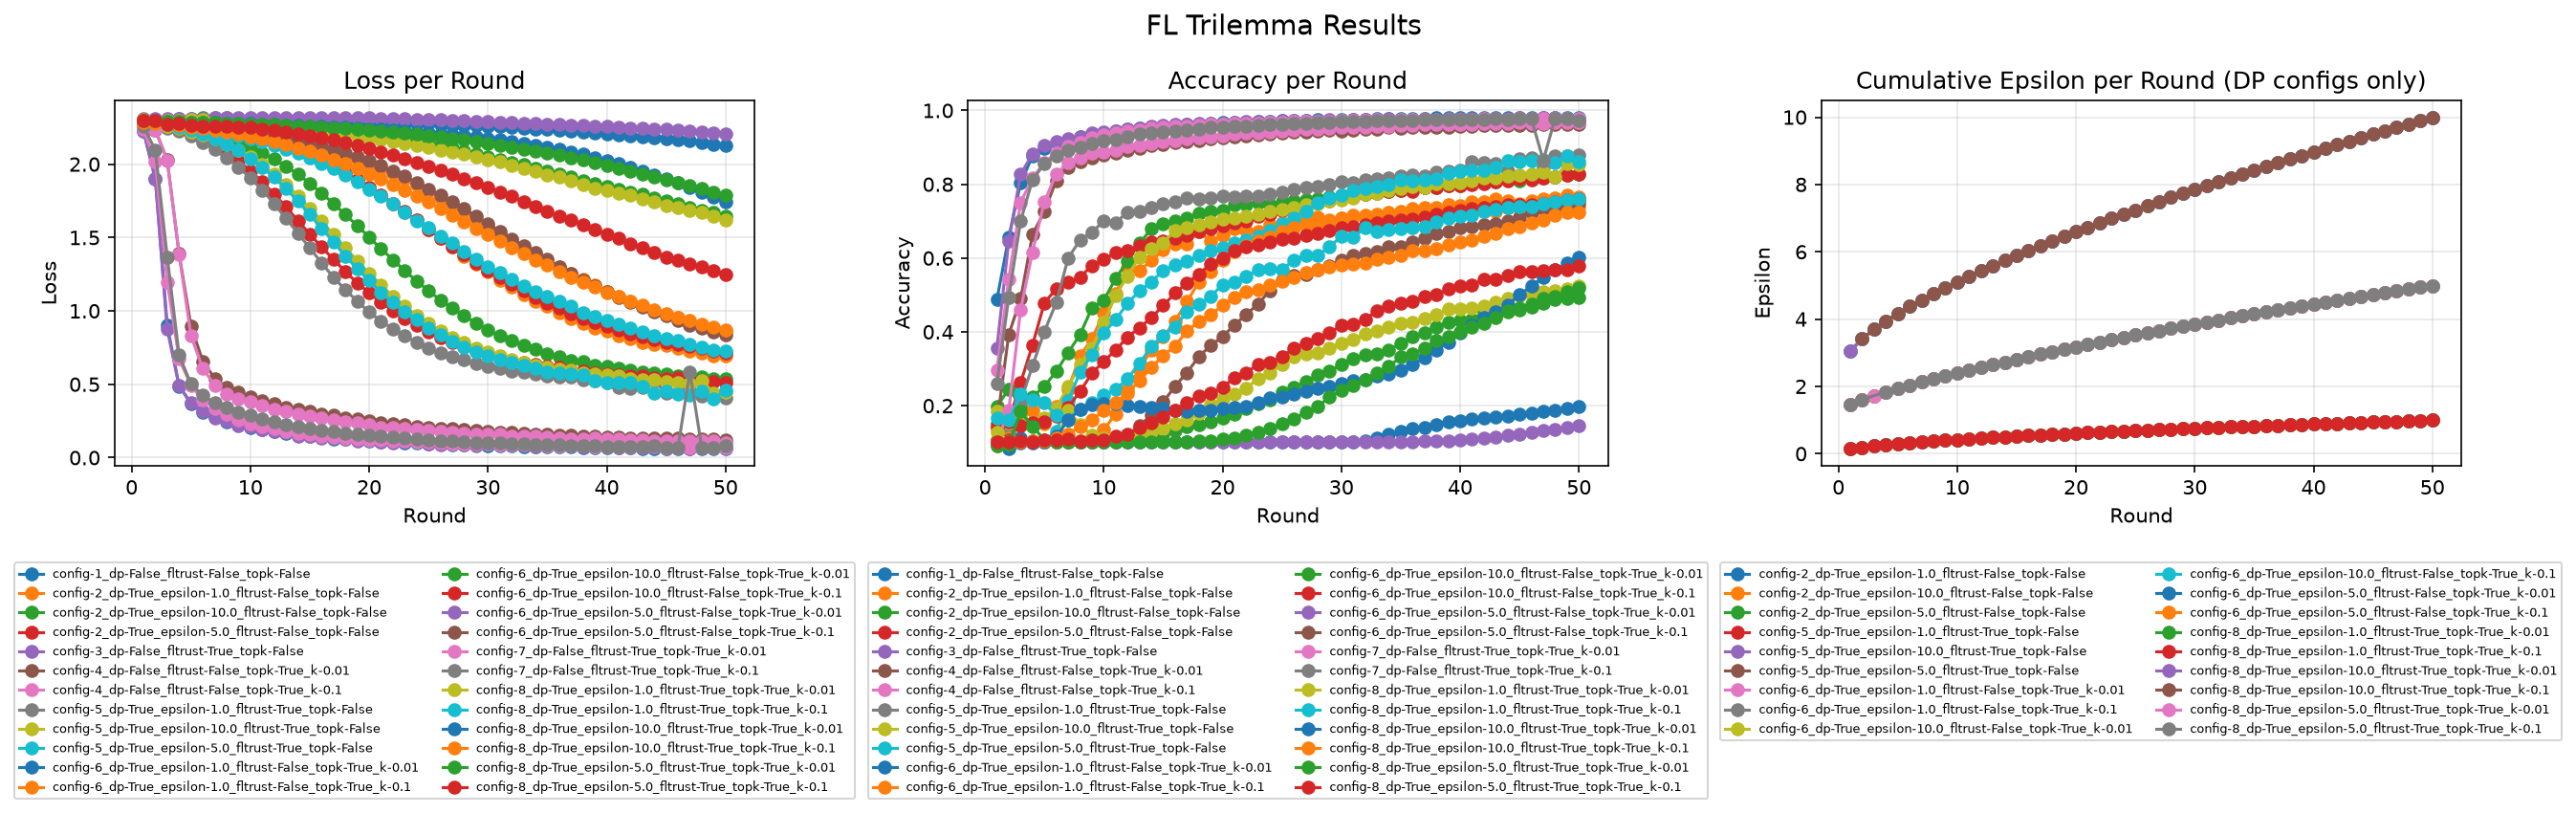 FL Trilemma Results
Loss per Round
Loss
2.0
1.5
1.0
0.5
0.0
0 10 20 30 40 50
Round
config-1_dp-False_fltrust-False_topk-False
config-2_dp-True_epsilon-1.0_fltrust-False_topk-False
config-2_dp-True_epsilon-10.0_fltrust-False_topk-False
config-2_dp-True_epsilon-5.0_fltrust-False_topk-False
config-3_dp-False_fltrust-True_topk-False
config-4_dp-False_fltrust-False_topk-True_k-0.01
config-4_dp-False_fltrust-False_topk-True_k-0.1
config-5_dp-True_epsilon-1.0_fltrust-True_topk-False
config-5_dp-True_epsilon-10.0_fltrust-True_topk-False
config-5_dp-True_epsilon-5.0_fltrust-True_topk-False
config-6_dp-True_epsilon-1.0_fltrust-False_topk-True_k-0.01
config-6_dp-True_epsilon-1.0_fltrust-False_topk-True_k-0.1
config-6_dp-True_epsilon-10.0_fltrust-False_topk-True_k-0.01
config-6_dp-True_epsilon-10.0_fltrust-False_topk-True_k-0.1
config-6_dp-True_epsilon-5.0_fltrust-False_topk-True_k-0.01
config-6_dp-True_epsilon-5.0_fltrust-False_topk-True_k-0.1
config-7_dp-False_fltrust-True_topk-True_k-0.01
config-7_dp-False_fltrust-True_topk-True_k-0.1
config-8_dp-True_epsilon-1.0_fltrust-True_topk-True_k-0.01
config-8_dp-True_epsilon-1.0_fltrust-True_topk-True_k-0.1
config-8_dp-True_epsilon-10.0_fltrust-True_topk-True_k-0.01
config-8_dp-True_epsilon-10.0_fltrust-True_topk-True_k-0.1
config-8_dp-True_epsilon-5.0_fltrust-True_topk-True_k-0.01
config-8_dp-True_epsilon-5.0_fltrust-True_topk-True_k-0.1
Accuracy per Round
Accuracy
1.0
0.8
0.6
0.4
0.2
0 10 20 30 40 50
Round
config-1_dp-False_fltrust-False_topk-False
config-2_dp-True_epsilon-1.0_fltrust-False_topk-False
config-2_dp-True_epsilon-10.0_fltrust-False_topk-False
config-2_dp-True_epsilon-5.0_fltrust-False_topk-False
config-3_dp-False_fltrust-True_topk-False
config-4_dp-False_fltrust-False_topk-True_k-0.01
config-4_dp-False_fltrust-False_topk-True_k-0.1
config-5_dp-True_epsilon-1.0_fltrust-True_topk-False
config-5_dp-True_epsilon-10.0_fltrust-True_topk-False
config-5_dp-True_epsilon-5.0_fltrust-True_topk-False
config-6_dp-True_epsilon-1.0_fltrust-False_topk-True_k-0.01
config-6_dp-True_epsilon-1.0_fltrust-False_topk-True_k-0.1
config-6_dp-True_epsilon-10.0_fltrust-False_topk-True_k-0.01
config-6_dp-True_epsilon-10.0_fltrust-False_topk-True_k-0.1
config-6_dp-True_epsilon-5.0_fltrust-False_topk-True_k-0.01
config-6_dp-True_epsilon-5.0_fltrust-False_topk-True_k-0.1
config-7_dp-False_fltrust-True_topk-True_k-0.01
config-7_dp-False_fltrust-True_topk-True_k-0.1
config-8_dp-True_epsilon-1.0_fltrust-True_topk-True_k-0.01
config-8_dp-True_epsilon-1.0_fltrust-True_topk-True_k-0.1
config-8_dp-True_epsilon-10.0_fltrust-True_topk-True_k-0.01
config-8_dp-True_epsilon-10.0_fltrust-True_topk-True_k-0.1
config-8_dp-True_epsilon-5.0_fltrust-True_topk-True_k-0.01
config-8_dp-True_epsilon-5.0_fltrust-True_topk-True_k-0.1
Cumulative Epsilon per Round (DP configs only)
Epsilon
10
8
6
4
2
0
0 10 20 30 40 50
Round
config-2_dp-True_epsilon-1.0_fltrust-False_topk-False
config-2_dp-True_epsilon-10.0_fltrust-False_topk-False
config-2_dp-True_epsilon-5.0_fltrust-False_topk-False
config-5_dp-True_epsilon-1.0_fltrust-True_topk-False
config-5_dp-True_epsilon-10.0_fltrust-True_topk-False
config-5_dp-True_epsilon-5.0_fltrust-True_topk-False
config-6_dp-True_epsilon-1.0_fltrust-False_topk-True_k-0.01
config-6_dp-True_epsilon-1.0_fltrust-False_topk-True_k-0.1
config-6_dp-True_epsilon-10.0_fltrust-False_topk-True_k-0.01
config-6_dp-True_epsilon-10.0_fltrust-False_topk-True_k-0.1
config-6_dp-True_epsilon-5.0_fltrust-False_topk-True_k-0.01
config-6_dp-True_epsilon-5.0_fltrust-False_topk-True_k-0.1
config-8_dp-True_epsilon-1.0_fltrust-True_topk-True_k-0.01
config-8_dp-True_epsilon-1.0_fltrust-True_topk-True_k-0.1
config-8_dp-True_epsilon-10.0_fltrust-True_topk-True_k-0.01
config-8_dp-True_epsilon-10.0_fltrust-True_topk-True_k-0.1
config-8_dp-True_epsilon-5.0_fltrust-True_topk-True_k-0.01
config-8_dp-True_epsilon-5.0_fltrust-True_topk-True_k-0.1